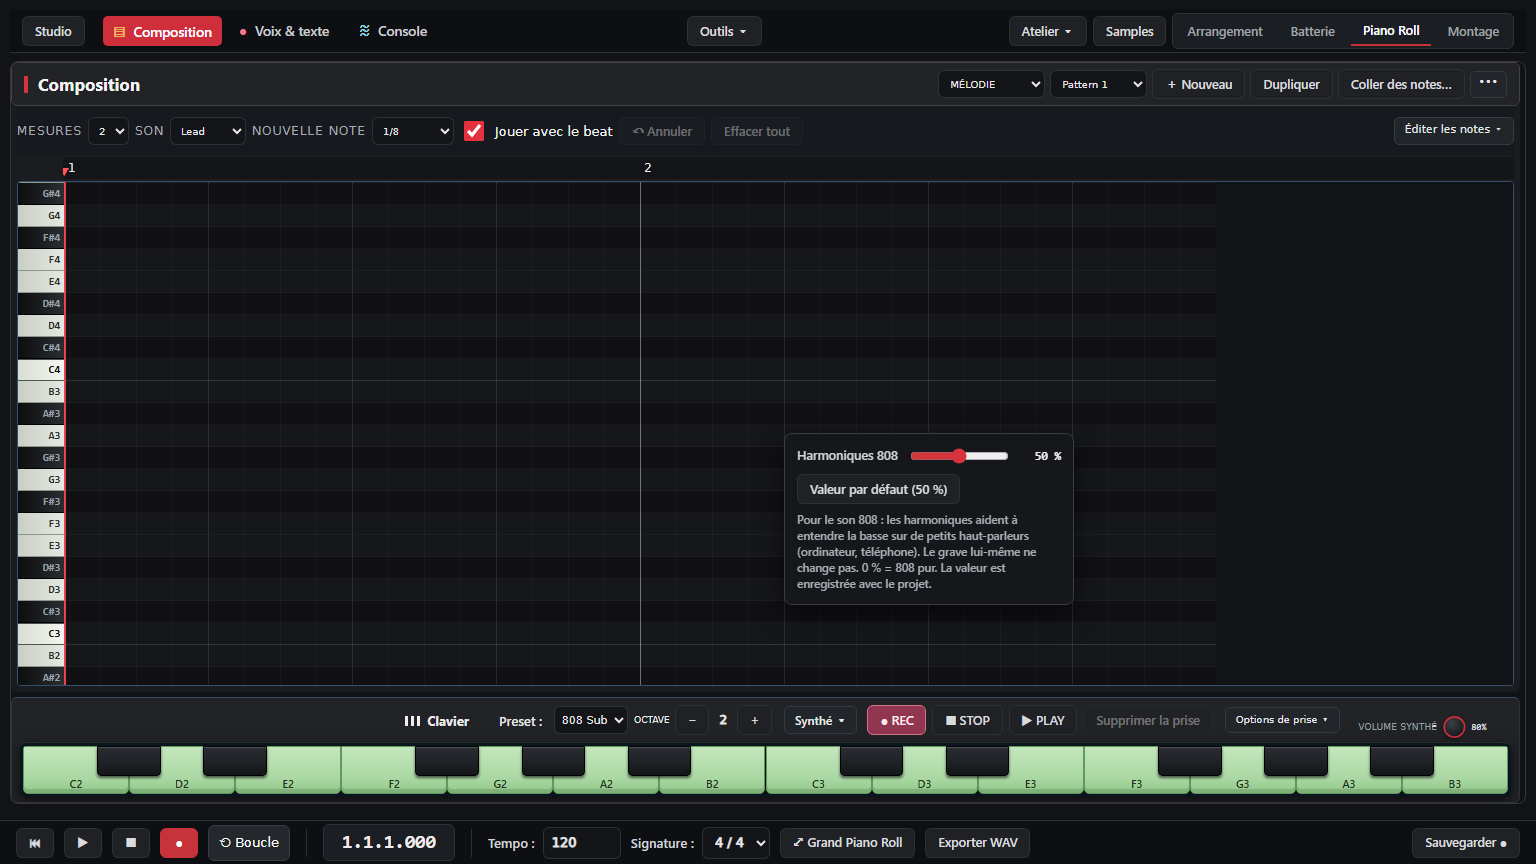 Studio Composition Voix & texte Console Outils Atelier Samples Arrangement Batterie Piano Roll Montage
Composition MÉLODIE Pattern 1 + Nouveau Dupliquer Coller des notes... ...
MESURES 2 SON Lead NOUVELLE NOTE 1/8 Jouer avec le beat Annuler Effacer tout Éditer les notes
1 2
G#4
G4
F#4
F4
E4
D#4
D4
C#4
C4
B3
A#3
A3
G#3
G3
F#3
F3
E3
D#3
D3
C#3
C3
B2
A#2
Harmoniques 808 50 %
Valeur par défaut (50 %)
Pour le son 808 : les harmoniques aident à
entendre la basse sur de petits haut-parleurs
(ordinateur, téléphone). Le grave lui-même ne
change pas. 0 % = 808 pur. La valeur est
enregistrée avec le projet.
Clavier Preset : 808 Sub OCTAVE − 2 + Synthé REC STOP PLAY Supprimer la prise Options de prise VOLUME SYNTHÉ 80%
C2 D2 E2 F2 G2 A2 B2 C3 D3 E3 F3 G3 A3 B3
Boucle 1.1.1.000 Tempo : 120 Signature : 4 / 4 Grand Piano Roll Exporter WAV Sauvegarder